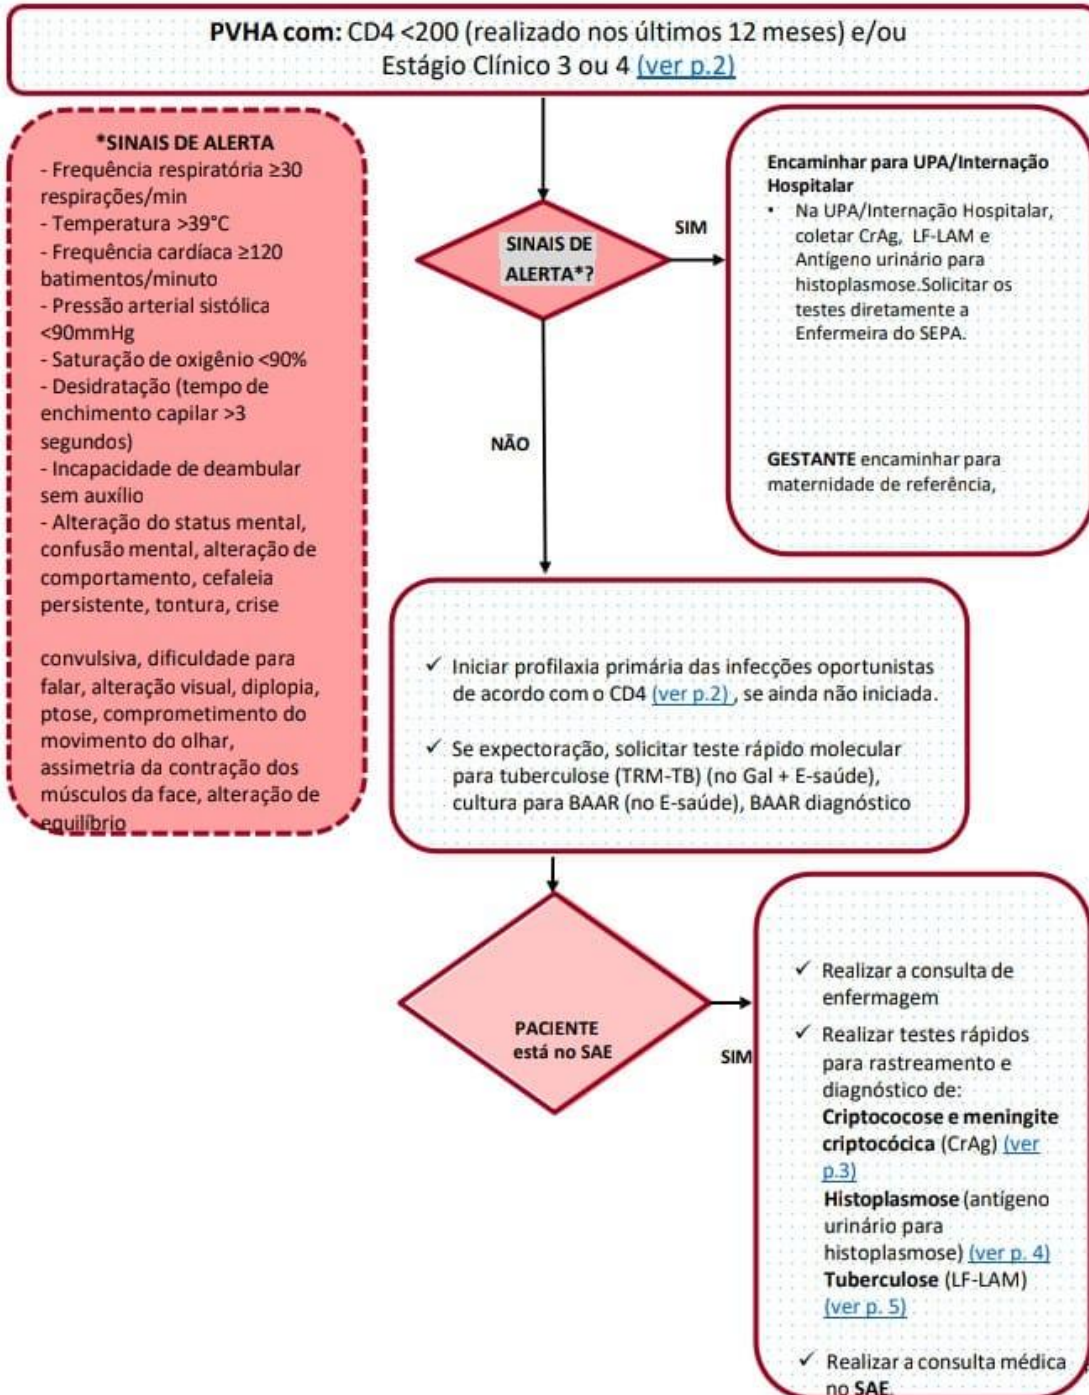 PVHA com: CD4 <200 (realizado nos últimos 12 meses) e/ou
Estágio Clínico 3 ou 4 (ver p.2)
*SINAIS DE ALERTA
- Frequência respiratória ≥30
respirações/min
- Temperatura >39°C
- Frequência cardíaca ≥120
batimentos/minuto
- Pressão arterial sistólica
<90mmHg
- Saturação de oxigênio <90%
- Desidratação (tempo de
enchimento capilar >3
segundos)
- Incapacidade de deambular
sem auxílio
- Alteração do status mental,
confusão mental, alteração de
comportamento, cefaleia
persistente, tontura, crise
convulsiva, dificuldade para
falar, alteração visual, diplopia,
ptose, comprometimento do
movimento do olhar,
assimetria da contração dos
músculos da face, alteração de
equilíbrio
SINAIS DE
ALERTA*?
SIM
Encaminhar para UPA/Internação
Hospitalar
• Na UPA/Internação Hospitalar,
coletar CrAg, LF-LAM e
Antígeno urinário para
histoplasmose.Solicitar os
testes diretamente a
Enfermeira do SEPA.
GESTANTE encaminhar para
maternidade de referência,
NÃO
✓ Iniciar profilaxia primária das infecções oportunistas
de acordo com o CD4 (ver p.2) , se ainda não iniciada.
✓ Se expectoração, solicitar teste rápido molecular
para tuberculose (TRM-TB) (no Gal + E-saúde),
cultura para BAAR (no E-saúde), BAAR diagnóstico
PACIENTE
está no SAE
SIM
✓ Realizar a consulta de
enfermagem
✓ Realizar testes rápidos
para rastreamento e
diagnóstico de:
Criptococose e meningite
criptocócica (CrAg) (ver
p.3)
Histoplasmose (antígeno
urinário para
histoplasmose) (ver p. 4)
Tuberculose (LF-LAM)
(ver p. 5)
✓ Realizar a consulta médica
no SAE.